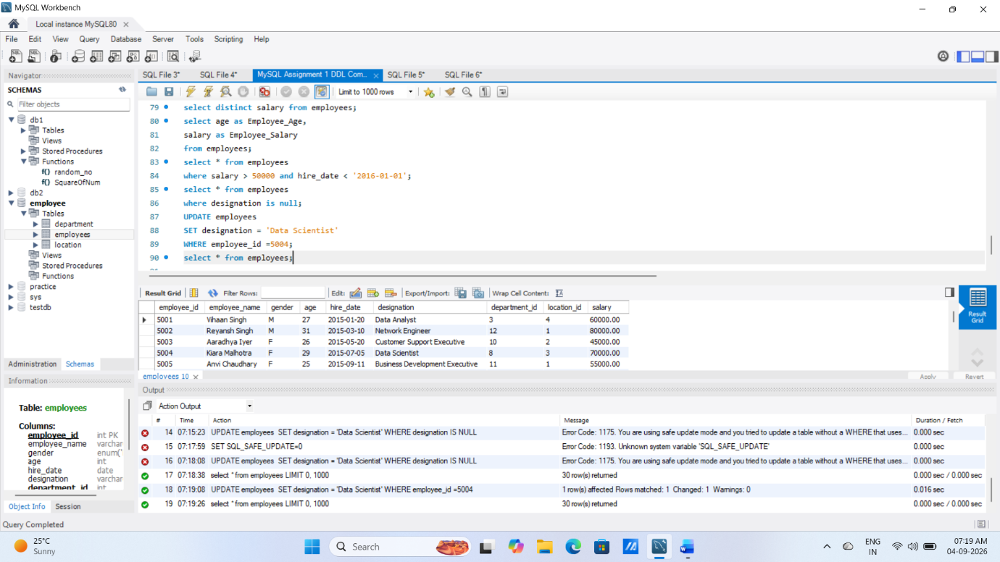 MySQL Workbench
Local instance MySQL80
File Edit View Query Database Server Tools Scripting Help
Navigator
SCHEMAS
Filter objects
db1
Tables
Views
Stored Procedures
Functions
f() random_no
f() SquareOfNum
db2
employee
Tables
department
employees
location
Views
Stored Procedures
Functions
practice
sys
testdb
Administration Schemas
Information
Table: employees
Columns:
employee_id int PK
employee_name varchar
gender enum('
age int
hire_date date
designation varchar
department_id int
Object Info Session
SQL File 3* SQL File 4* MySQL Assignment 1 DDL Com... SQL File 5* SQL File 6*
Limit to 1000 rows
79 select distinct salary from employees;
80 select age as Employee_Age,
81 salary as Employee_Salary
82 from employees;
83 select * from employees
84 where salary > 50000 and hire_date < '2016-01-01';
85 select * from employees
86 where designation is null;
87 UPDATE employees
88 SET designation = 'Data Scientist'
89 WHERE employee_id =5004;
90 select * from employees;
Result Grid Filter Rows: Edit: Export/Import: Wrap Cell Content:
employee_id employee_name gender age hire_date designation department_id location_id salary
5001 Vihaan Singh M 27 2015-01-20 Data Analyst 3 4 60000.00
5002 Reyansh Singh M 31 2015-03-10 Network Engineer 12 1 80000.00
5003 Aaradhya Iyer F 26 2015-05-20 Customer Support Executive 10 2 45000.00
5004 Kiara Malhotra F 29 2015-07-05 Data Scientist 8 3 70000.00
5005 Anvi Chaudhary F 25 2015-09-11 Business Development Executive 11 1 55000.00
Result Grid
employees 10 Apply Revert
Output
Action Output
# Time Action Message Duration / Fetch
14 07:15:23 UPDATE employees SET designation = 'Data Scientist' WHERE designation IS NULL Error Code: 1175. You are using safe update mode and you tried to update a table without a WHERE that uses... 0.000 sec
15 07:17:59 SET SQL_SAFE_UPDATE=0 Error Code: 1193. Unknown system variable 'SQL_SAFE_UPDATE' 0.000 sec
16 07:18:08 UPDATE employees SET designation = 'Data Scientist' WHERE designation IS NULL Error Code: 1175. You are using safe update mode and you tried to update a table without a WHERE that uses... 0.000 sec
17 07:18:38 select * from employees LIMIT 0, 1000 30 row(s) returned 0.000 sec / 0.000 sec
18 07:19:08 UPDATE employees SET designation = 'Data Scientist' WHERE employee_id =5004 1 row(s) affected Rows matched: 1 Changed: 1 Warnings: 0 0.016 sec
19 07:19:26 select * from employees LIMIT 0, 1000 30 row(s) returned 0.000 sec / 0.000 sec
Query Completed
25°C
Sunny
Search
ENG
IN
07:19 AM
04-09-2026